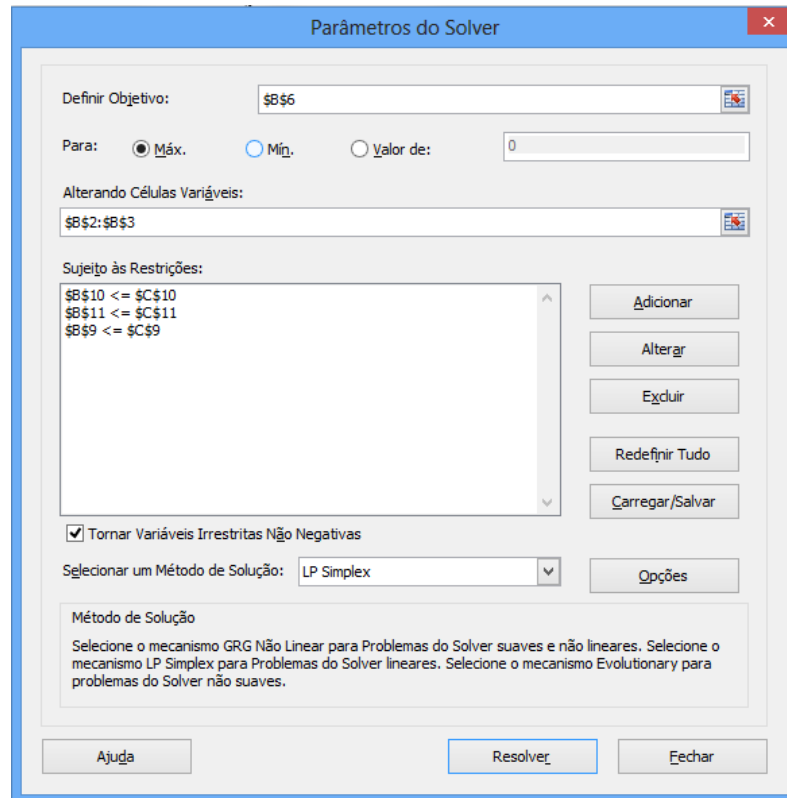 Parâmetros do Solver
×
Definir Objetivo: $B$6
Para: Máx. Mín. Valor de: 0
Alterando Células Variáveis:
$B$2:$B$3
Sujeito às Restrições:
$B$10 <= $C$10
$B$11 <= $C$11
$B$9 <= $C$9
Adicionar
Alterar
Excluir
Redefinir Tudo
Carregar/Salvar
Tornar Variáveis Irrestritas Não Negativas
Selecionar um Método de Solução: LP Simplex Opções
Método de Solução
Selecione o mecanismo GRG Não Linear para Problemas do Solver suaves e não lineares. Selecione o
mecanismo LP Simplex para Problemas do Solver lineares. Selecione o mecanismo Evolutionary para
problemas do Solver não suaves.
Ajuda Resolver Fechar